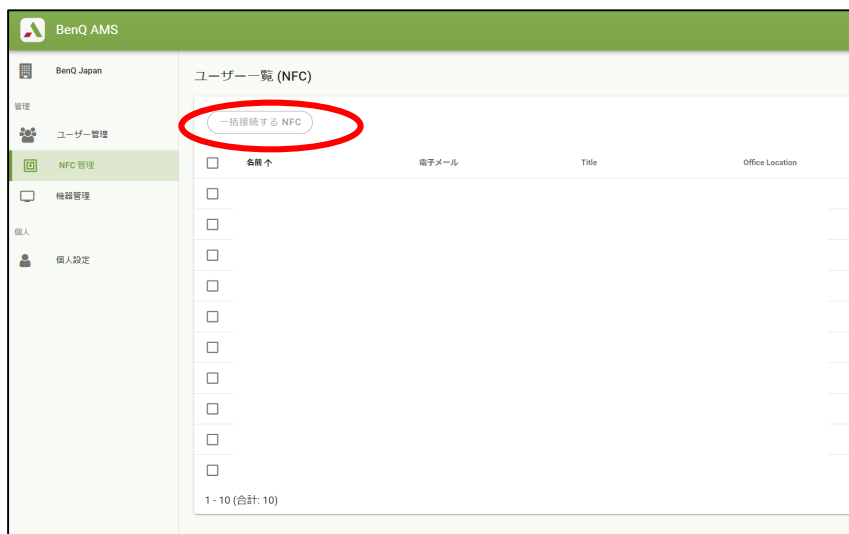 BenQ AMS
BenQ Japan
管理
ユーザー管理
NFC 管理
機器管理
個人
個人設定
ユーザー一覧 (NFC)
一括接続する NFC
名前 ↑ 電子メール Title Office Location
1 - 10 (合計: 10)